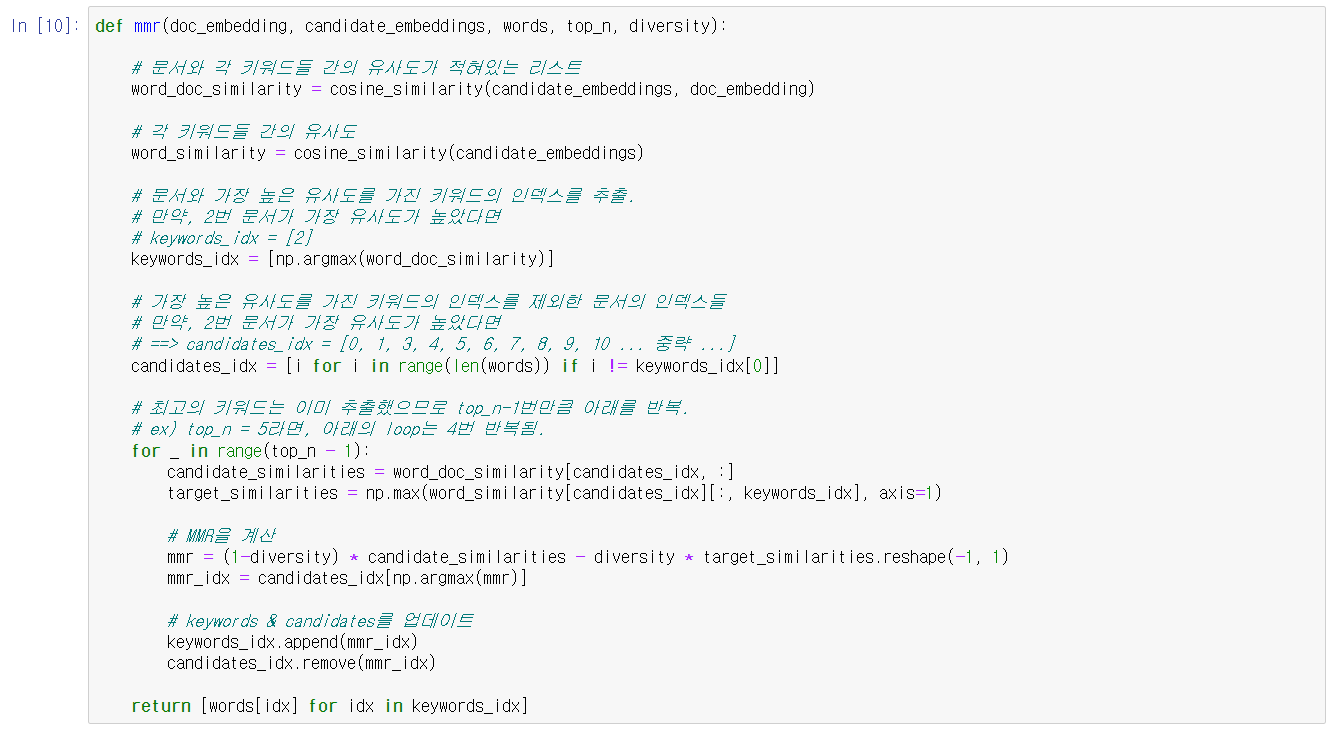 In [10]:
def mmr(doc_embedding, candidate_embeddings, words, top_n, diversity):
# 문서와 각 키워드들 간의 유사도가 적혀있는 리스트
word_doc_similarity = cosine_similarity(candidate_embeddings, doc_embedding)
# 각 키워드들 간의 유사도
word_similarity = cosine_similarity(candidate_embeddings)
# 문서와 가장 높은 유사도를 가진 키워드의 인덱스를 추출.
# 만약, 2번 문서가 가장 유사도가 높았다면
# keywords_idx = [2]
keywords_idx = [np.argmax(word_doc_similarity)]
# 가장 높은 유사도를 가진 키워드의 인덱스를 제외한 문서의 인덱스들
# 만약, 2번 문서가 가장 유사도가 높았다면
# ==> candidates_idx = [0, 1, 3, 4, 5, 6, 7, 8, 9, 10 ... 중략 ...]
candidates_idx = [i for i in range(len(words)) if i != keywords_idx[0]]
# 최고의 키워드는 이미 추출했으므로 top_n-1번만큼 아래를 반복.
# ex) top_n = 5라면, 아래의 loop는 4번 반복됨.
for _ in range(top_n - 1):
candidate_similarities = word_doc_similarity[candidates_idx, :]
target_similarities = np.max(word_similarity[candidates_idx][:, keywords_idx], axis=1)
# MMR을 계산
mmr = (1-diversity) * candidate_similarities - diversity * target_similarities.reshape(-1, 1)
mmr_idx = candidates_idx[np.argmax(mmr)]
# keywords & candidates를 업데이트
keywords_idx.append(mmr_idx)
candidates_idx.remove(mmr_idx)
return [words[idx] for idx in keywords_idx]